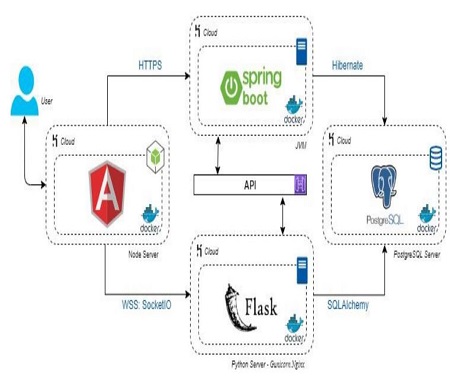 Cloud
HTTPS
spring
boot
docker
Hibernate
User
JVM
Cloud
docker
Node Server
API
Cloud
PostgreSQL
docker
PostgreSQL Server
Cloud
WSS: SocketIO
Flask
docker
SQLAlchemy
Python Server - Gunicorn Nginx